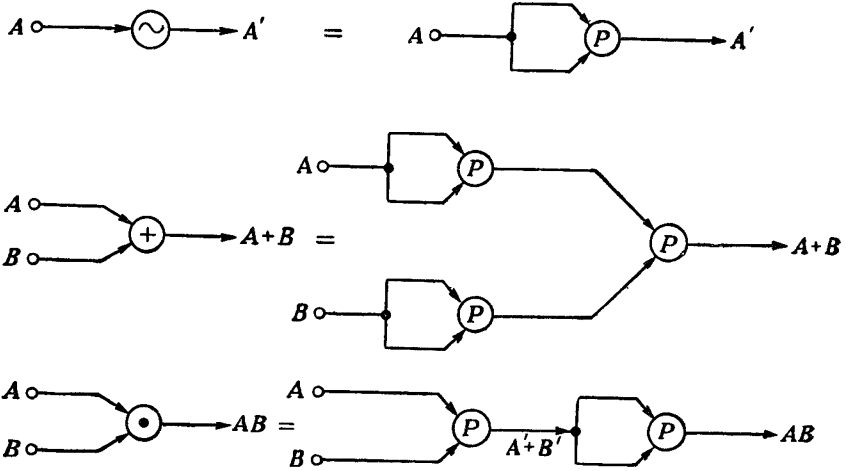 A ∼ A′ = A P A′
A P
A + A+B = P A+B
B
B P
A • AB = A P A′+B′ P AB
B B